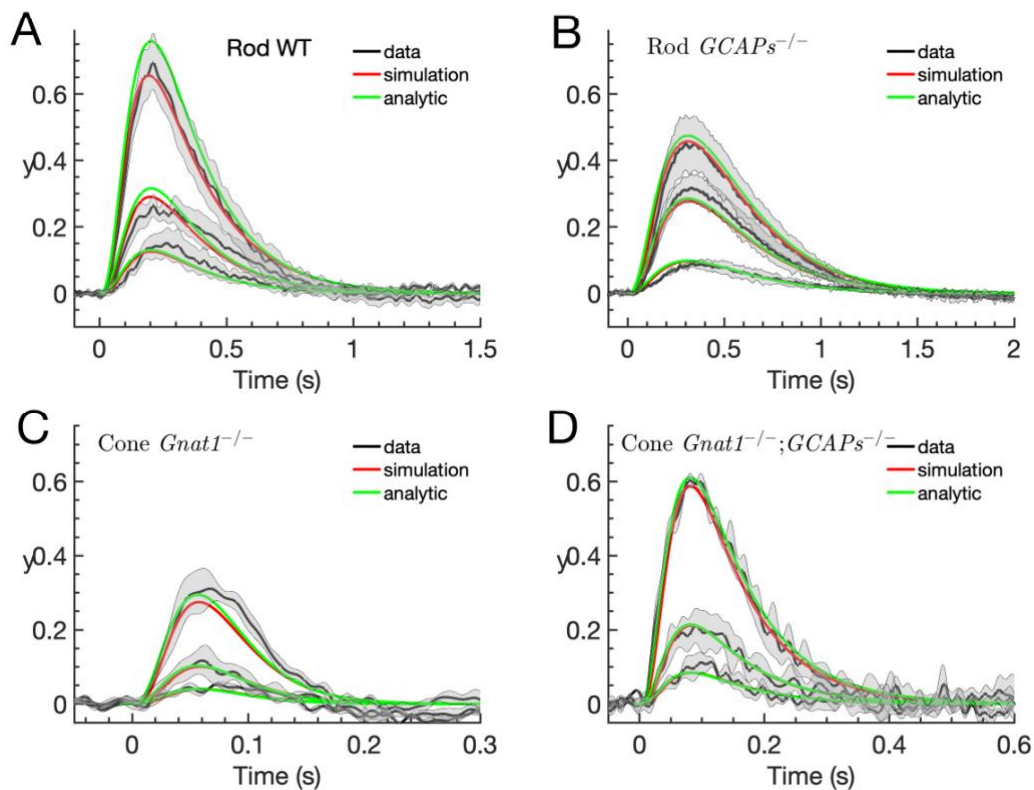 A
Rod WT
data
simulation
analytic
0.6
0.4
y
0.2
0
0
0.5
1
1.5
Time (s)
B
Rod GCAPs−/−
data
simulation
analytic
0.6
0.4
y
0.2
0
0
0.5
1
1.5
2
Time (s)
C
Cone Gnat1−/−
data
simulation
analytic
0.6
0.4
y
0.2
0
0
0.1
0.2
0.3
Time (s)
D
Cone Gnat1−/−;GCAPs−/−
data
simulation
analytic
0.6
0.4
y
0.2
0
0
0.2
0.4
0.6
Time (s)